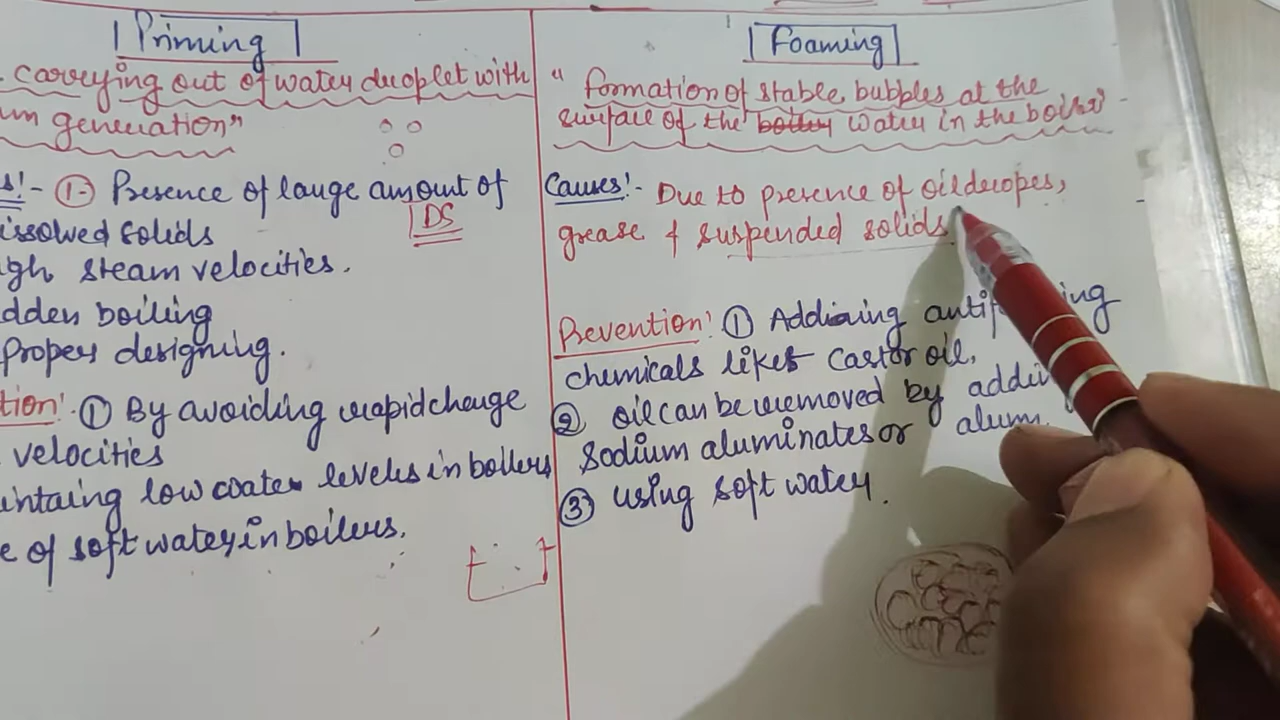 Priming
carrying out of water droplet with
um generation"
s!- ① Presence of large amount of
issolved solids
DS
gh steam velocities.
dden boiling
proper designing.
tion! ① By avoiding rapid change
velocities
intaing low water levels in boilers
e of soft water in boilers.
Foaming
" formation of stable bubbles at the
surface of the water in the boiler"
Causes!- Due to presence of oildropes,
grease & suspended solids
Prevention! ① Adding antif ing
chemicals likes Castor oil.
② oil can be removed by addi
Sodium aluminates or alum.
③ Using soft water.